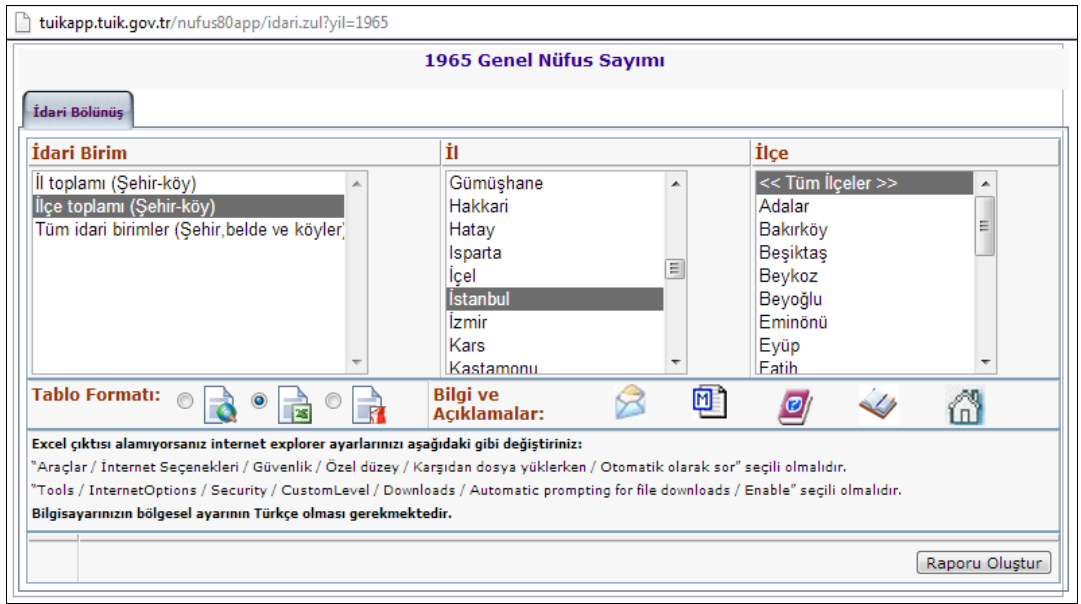 tuikapp.tuik.gov.tr/nufus80app/idari.zul?yil=1965
1965 Genel Nüfus Sayımı
İdari Bölünüş
İdari Birim
İl toplamı (Şehir-köy)
İlçe toplamı (Şehir-köy)
Tüm idari birimler (Şehir,belde ve köyler)
İl
Gümüşhane
Hakkari
Hatay
Isparta
İçel
İstanbul
İzmir
Kars
Kastamonu
İlçe
<< Tüm İlçeler >>
Adalar
Bakırköy
Beşiktaş
Beykoz
Beyoğlu
Eminönü
Eyüp
Fatih
Tablo Formatı:
Bilgi ve
Açıklamalar:
Excel çıktısı alamıyorsanız internet explorer ayarlarınızı aşağıdaki gibi değiştiriniz:
"Araçlar / İnternet Seçenekleri / Güvenlik / Özel düzey / Karşıdan dosya yüklerken / Otomatik olarak sor" seçili olmalıdır.
"Tools / InternetOptions / Security / CustomLevel / Downloads / Automatic prompting for file downloads / Enable" seçili olmalıdır.
Bilgisayarınızın bölgesel ayarının Türkçe olması gerekmektedir.
Raporu Oluştur